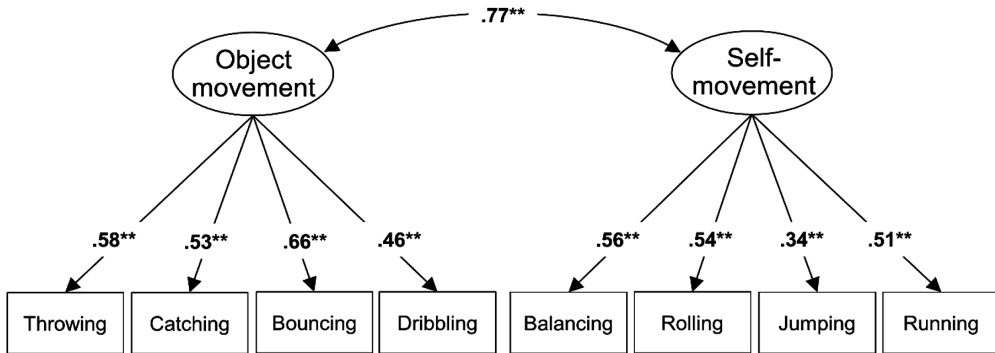 .77**
Object
movement
Self-
movement
.58** .53** .66** .46** .56** .54** .34** .51**
Throwing Catching Bouncing Dribbling Balancing Rolling Jumping Running